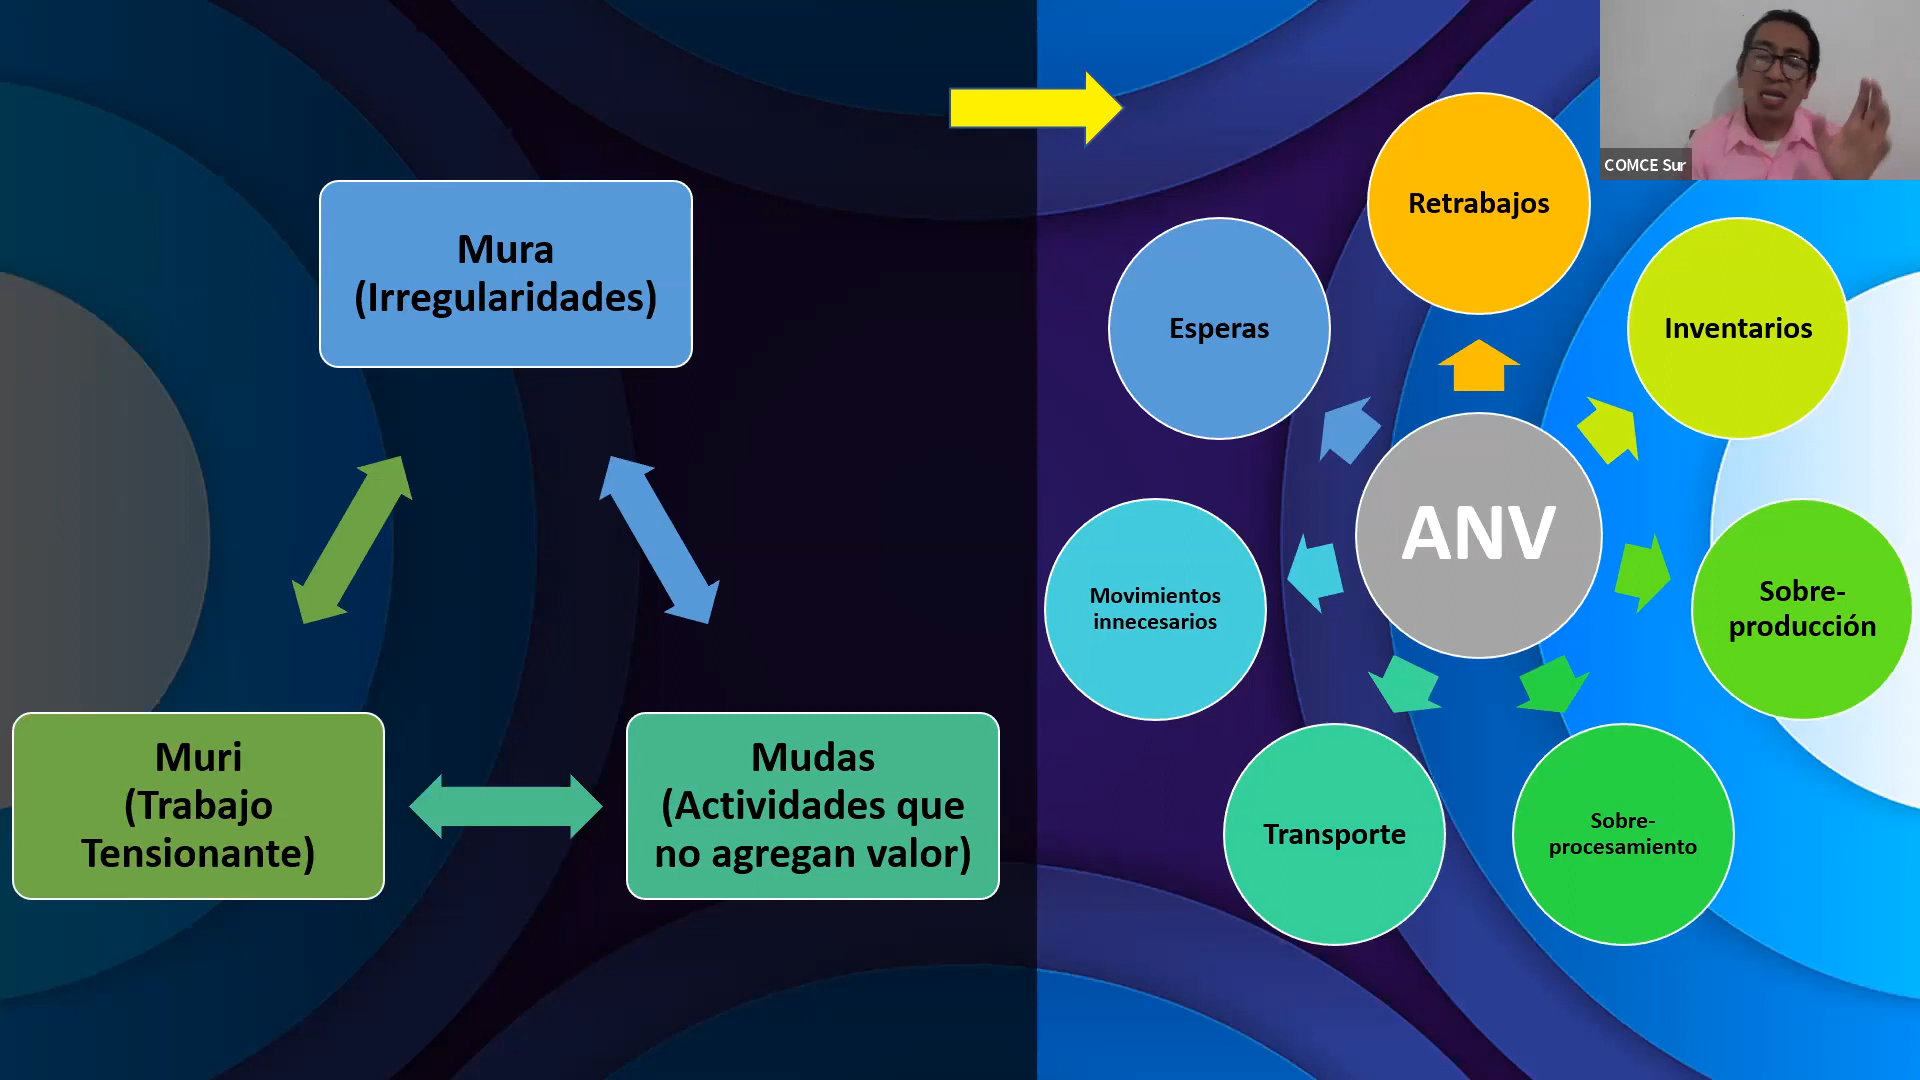 Mura
(Irregularidades)
Muri
(Trabajo
Tensionante)
Mudas
(Actividades que
no agregan valor)
Retrabajos
Esperas
Inventarios
ANV
Movimientos
innecesarios
Sobre-
producción
Transporte
Sobre-
procesamiento
COMCE Sur